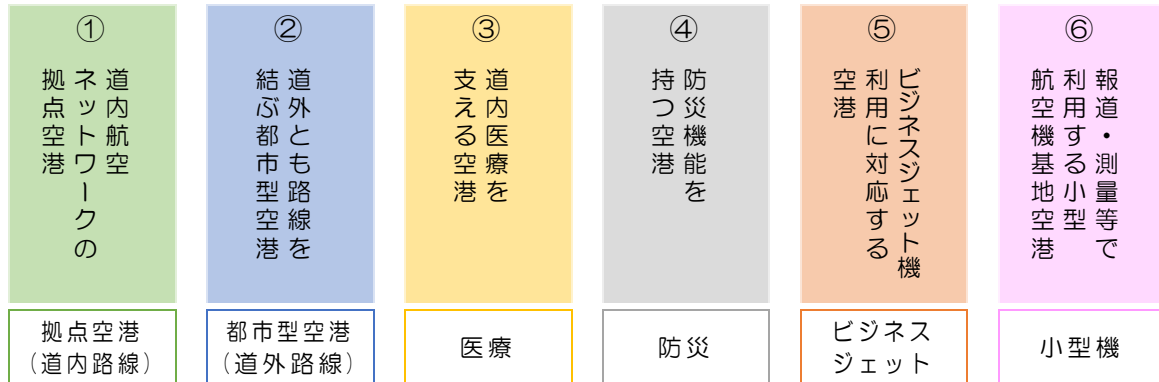 ①
道内航空
ネットワークの
拠点空港
拠点空港
（道内路線）
②
道外とも路線を
結ぶ都市型空港
都市型空港
（道外路線）
③
道内医療を
支える空港
医療
④
防災機能を
持つ空港
防災
⑤
ビジネスジェット機
利用に対応する
空港
ビジネス
ジェット
⑥
報道・測量等で
利用する小型
航空機基地空港
小型機